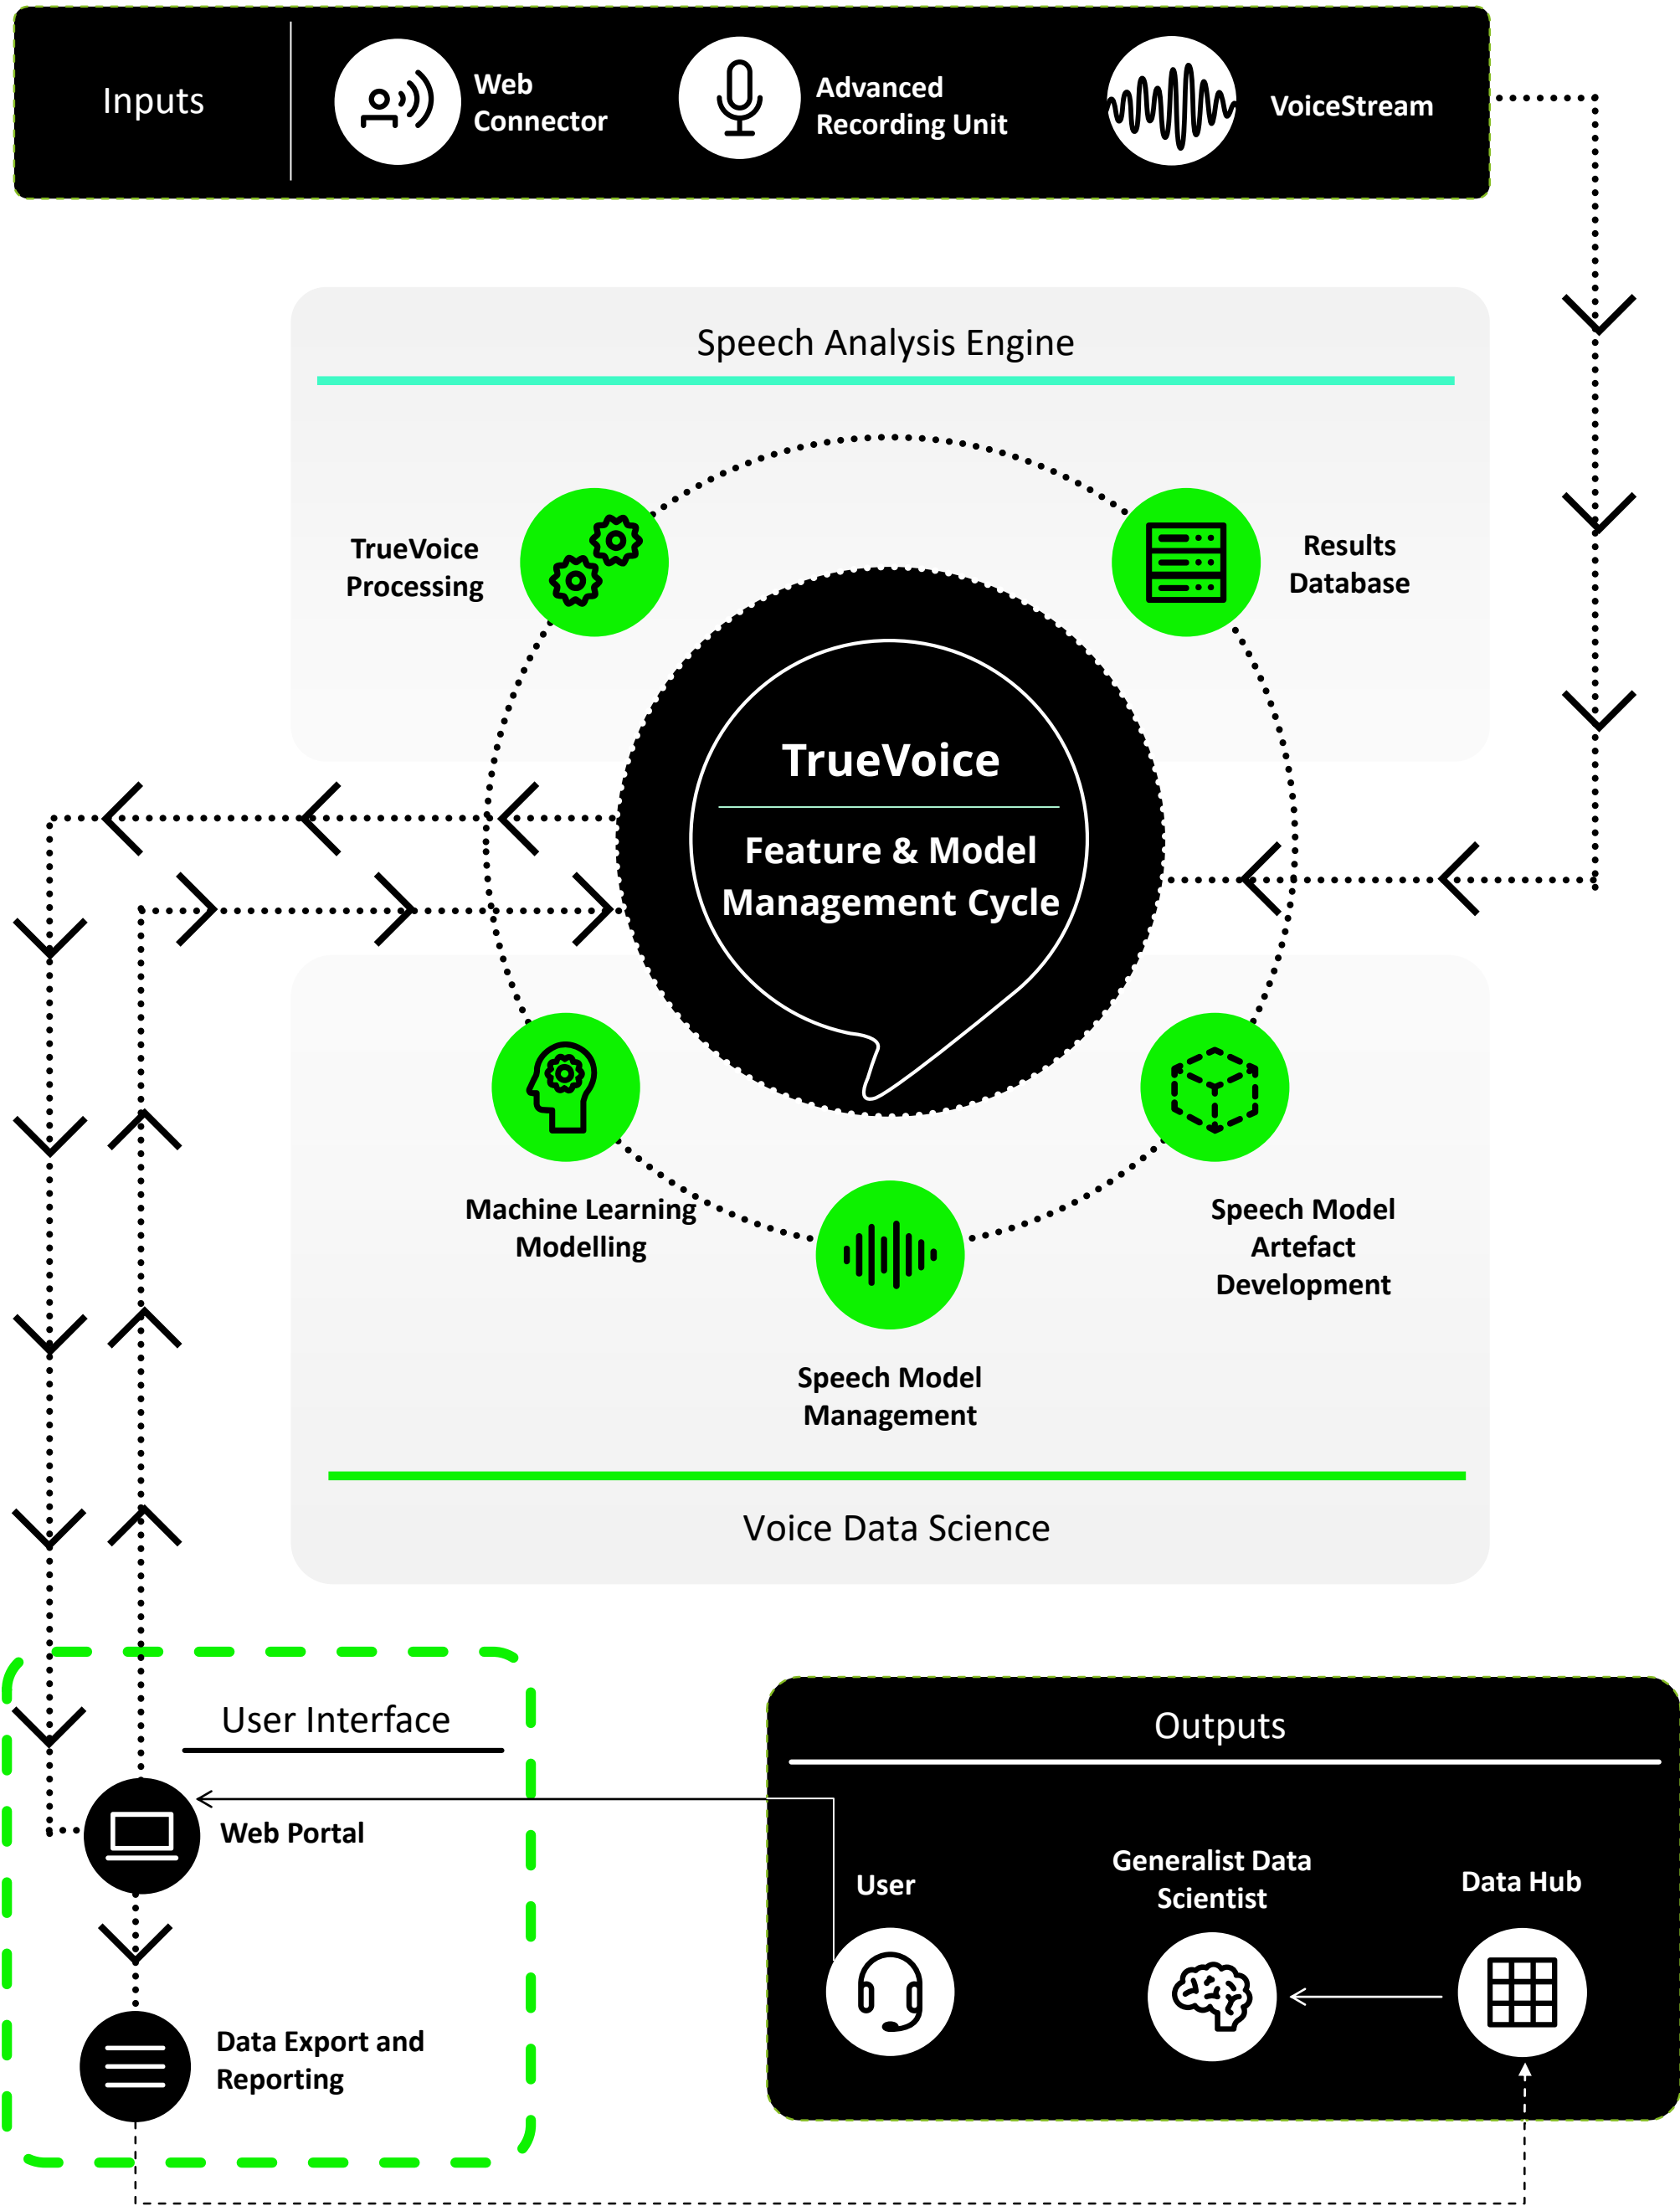 Inputs
Web
Connector
Advanced
Recording Unit
VoiceStream
Speech Analysis Engine
TrueVoice
Processing
Results
Database
TrueVoice
Feature & Model
Management Cycle
Machine Learning
Modelling
Speech Model
Artefact
Development
Speech Model
Management
Voice Data Science
User Interface
Web Portal
Data Export and
Reporting
Outputs
User
Generalist Data
Scientist
Data Hub